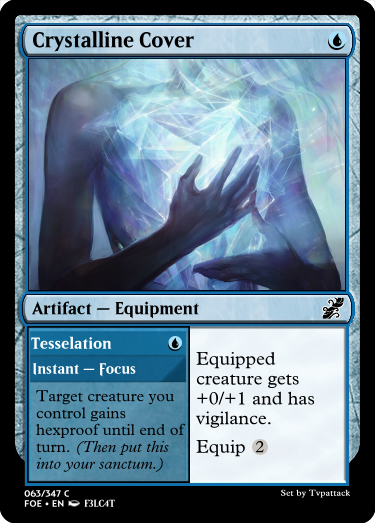 Crystalline Cover
Artifact — Equipment
Tesselation
Instant — Focus
Target creature you
control gains
hexproof until end of
turn. (Then put this
into your sanctum.)
Equipped
creature gets
+0/+1 and has
vigilance.
Equip 2
063/347 C
FOE • EN F3LC4T
Set by Tvpattack